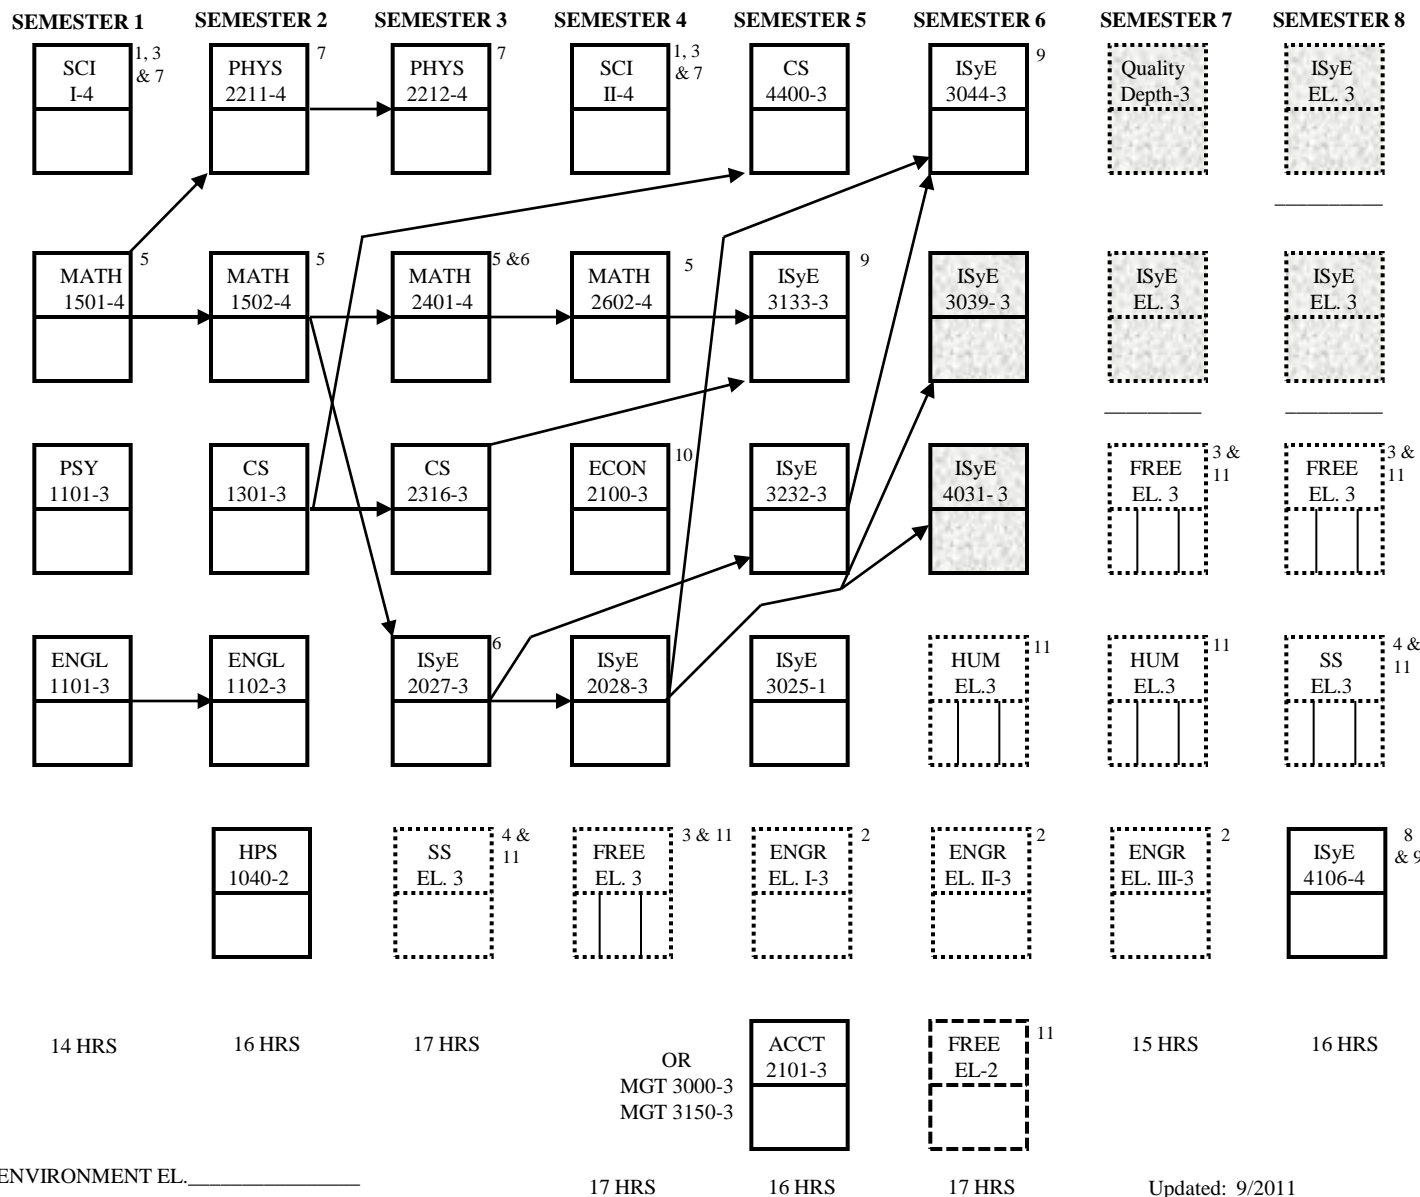 SEMESTER 1 SEMESTER 2 SEMESTER 3 SEMESTER 4 SEMESTER 5 SEMESTER 6 SEMESTER 7 SEMESTER 8
SCI
I-4
1, 3
& 7
PHYS
2211-4
7
PHYS
2212-4
7
SCI
II-4
1, 3
& 7
CS
4400-3
ISyE
3044-3
9
Quality
Depth-3
ISyE
EL. 3
__________
MATH
1501-4
5
MATH
1502-4
5
MATH
2401-4
5 &6
MATH
2602-4
5
ISyE
3133-3
9
ISyE
3039- 3
ISyE
EL. 3
_________
ISyE
EL. 3
_________
PSY
1101-3
CS
1301-3
CS
2316-3
ECON
2100-3
10
ISyE
3232-3
ISyE
4031- 3
FREE
EL. 3
3 &
11
FREE
EL. 3
3 &
11
ENGL
1101-3
ENGL
1102-3
ISyE
2027-3
6
ISyE
2028-3
ISyE
3025-1
HUM
EL.3
11
HUM
EL.3
11
SS
EL.3
4 &
11
HPS
1040-2
SS
EL. 3
4 &
11
FREE
EL. 3
3 & 11
ENGR
EL. I-3
2
ENGR
EL. II-3
2
ENGR
EL. III-3
2
ISyE
4106-4
8
& 9
14 HRS 16 HRS 17 HRS
OR
MGT 3000-3
MGT 3150-3
ACCT
2101-3
FREE
EL-2
11
15 HRS 16 HRS
ENVIRONMENT EL.________________
17 HRS 16 HRS 17 HRS
Updated: 9/2011